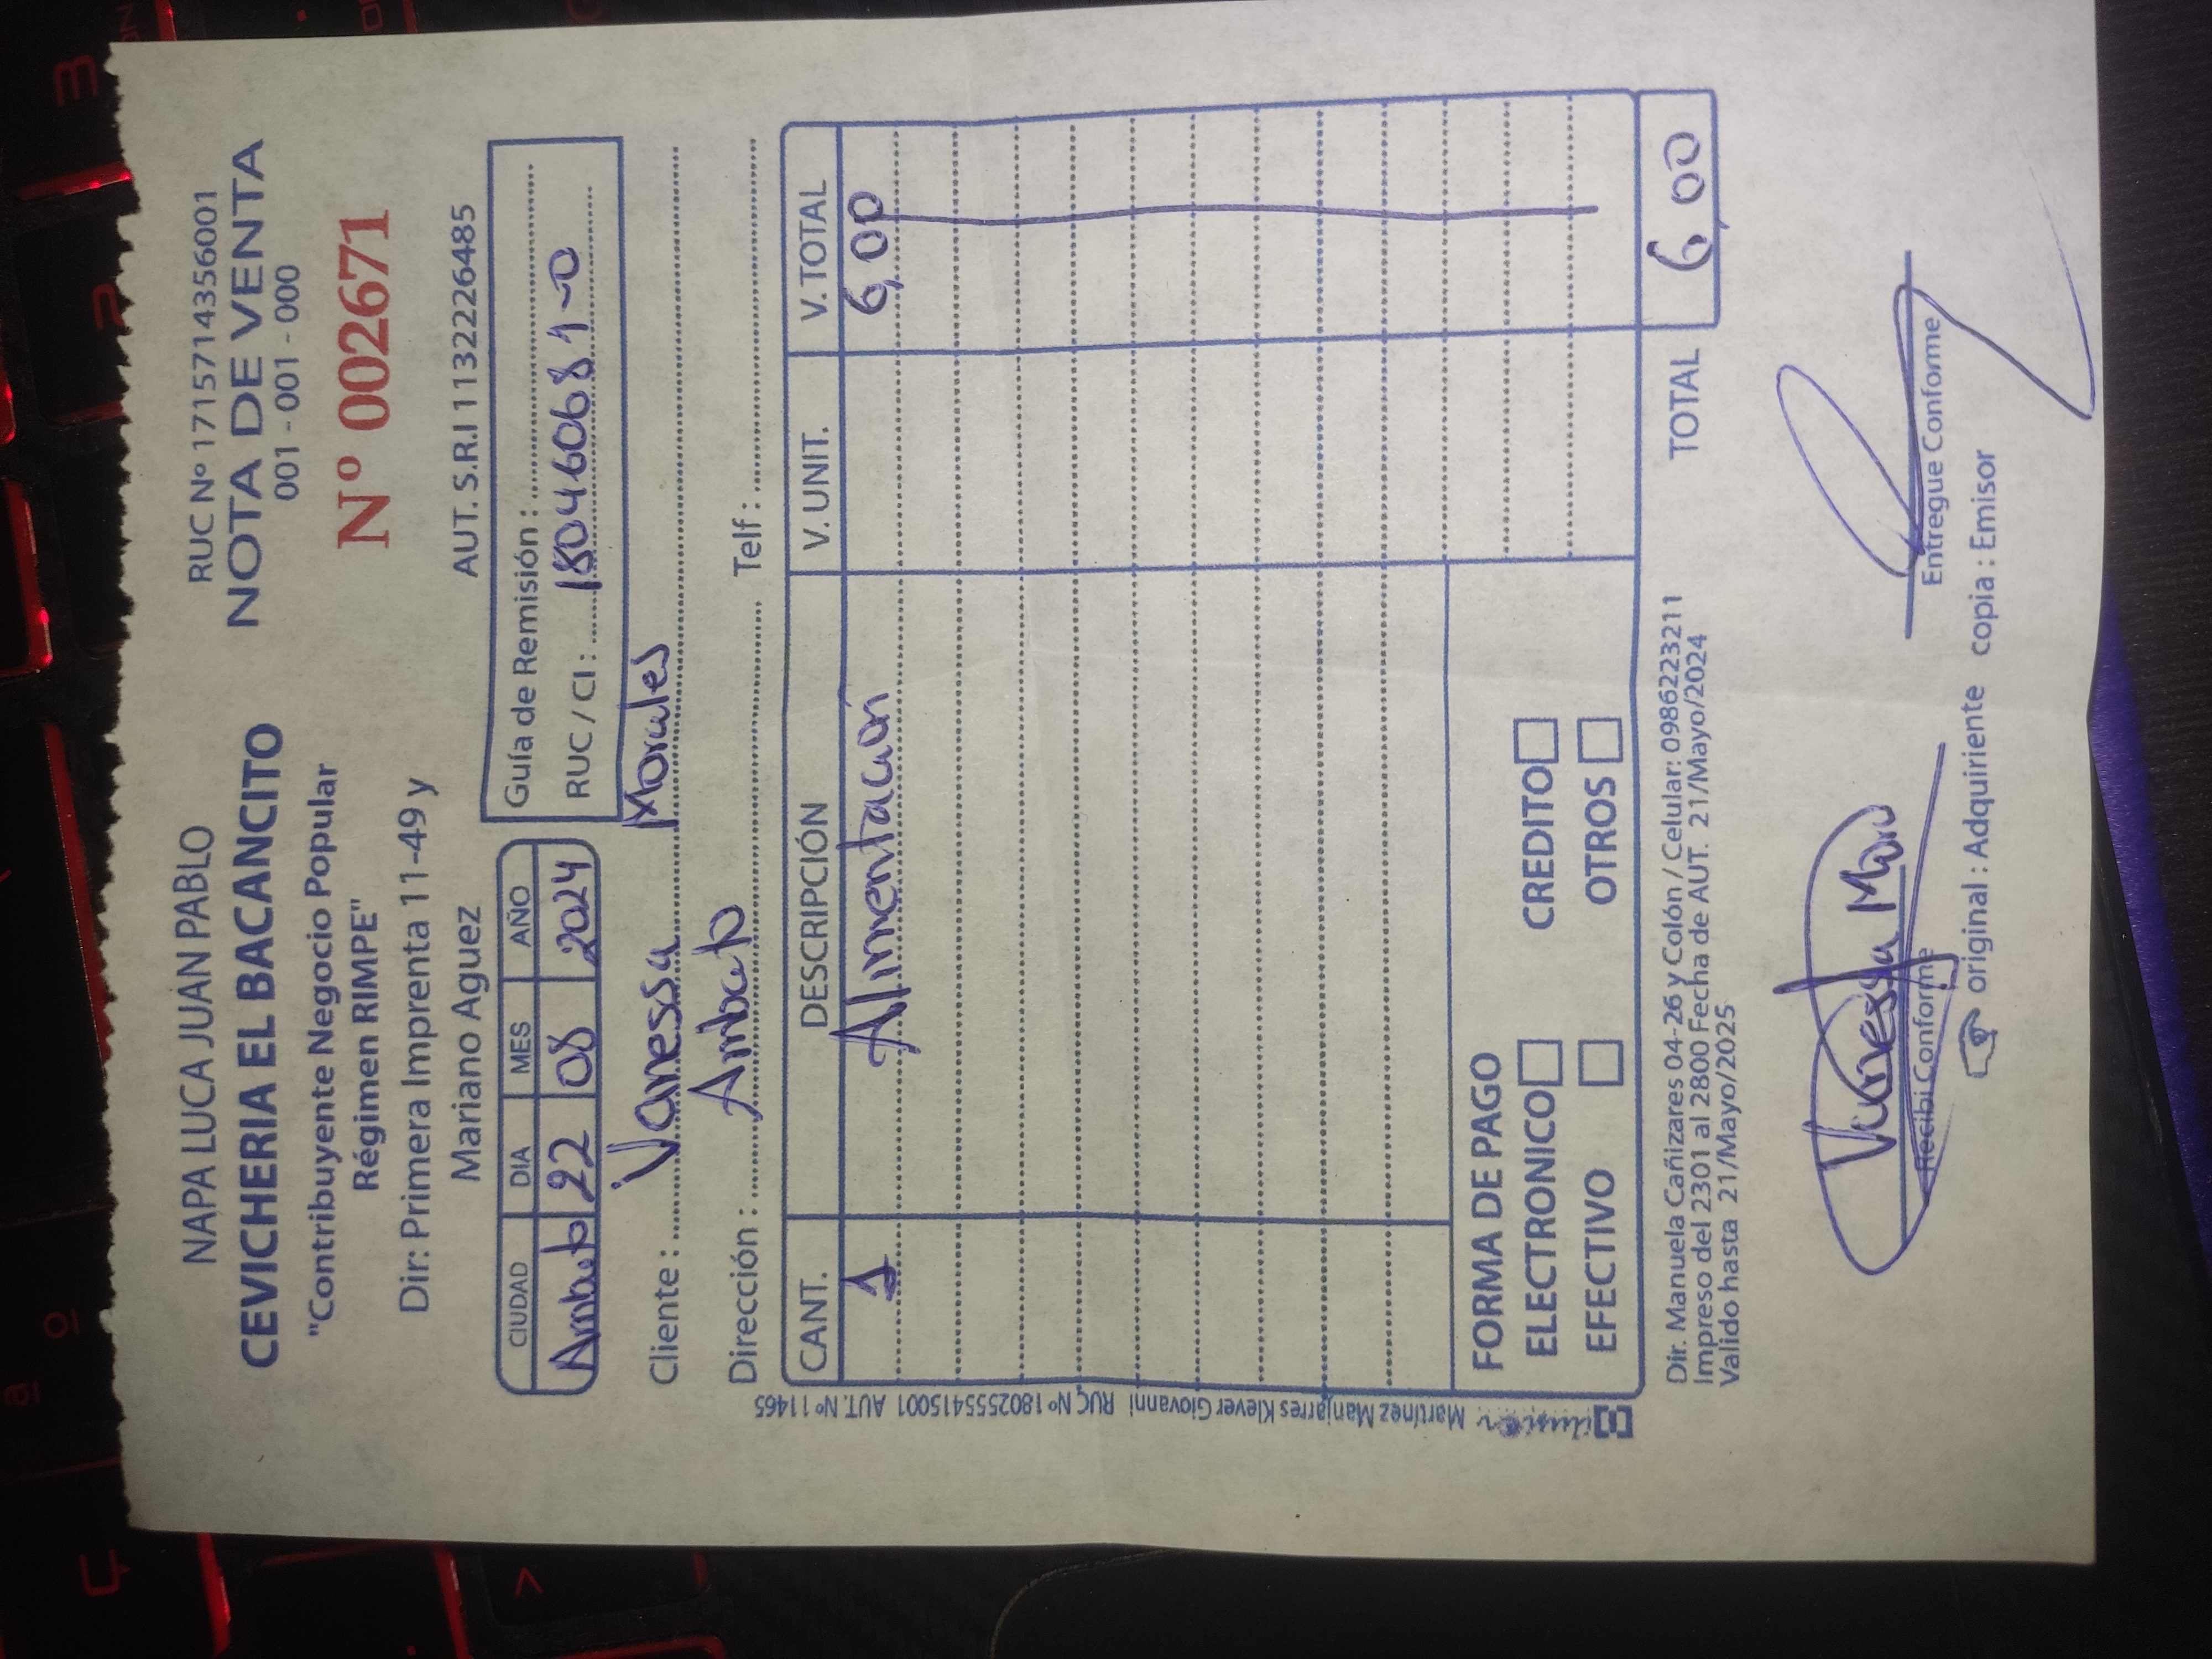 NAPA LUCA JUAN PABLO
CEVICHERIA EL BACANCITO
"Contribuyente Negocio Popular
Régimen RIMPE"
Dir: Primera Imprenta 11-49 y
Mariano Aguez
RUC Nº 1715714356001
NOTA DE VENTA
001 - 001 - 000
Nº 002671
AUT. S.R.I 1132226485
CIUDAD DIA MES AÑO
Ambato 22 08 2024
Guía de Remisión :
RUC / CI : 180460681-0
Cliente : Vanessa Morales
Dirección : Ambato Telf :
CANT. DESCRIPCIÓN V. UNIT. V. TOTAL
1 Alimentación 6,00
FORMA DE PAGO
ELECTRONICO CREDITO
EFECTIVO OTROS
Dir. Manuela Cañizares 04-26 y Colón / Celular: 0986223211
Impreso del 2301 al 2800 Fecha de AUT. 21/Mayo/2024
Valido hasta 21/Mayo/2025
TOTAL 6,00
Vanessa
Recibi Conforme
Entregue Conforme
original : Adquiriente copia : Emisor
ilusión Martínez Manjarres Klever Giovani RUC Nº 1802555415001 AUT. Nº 11465